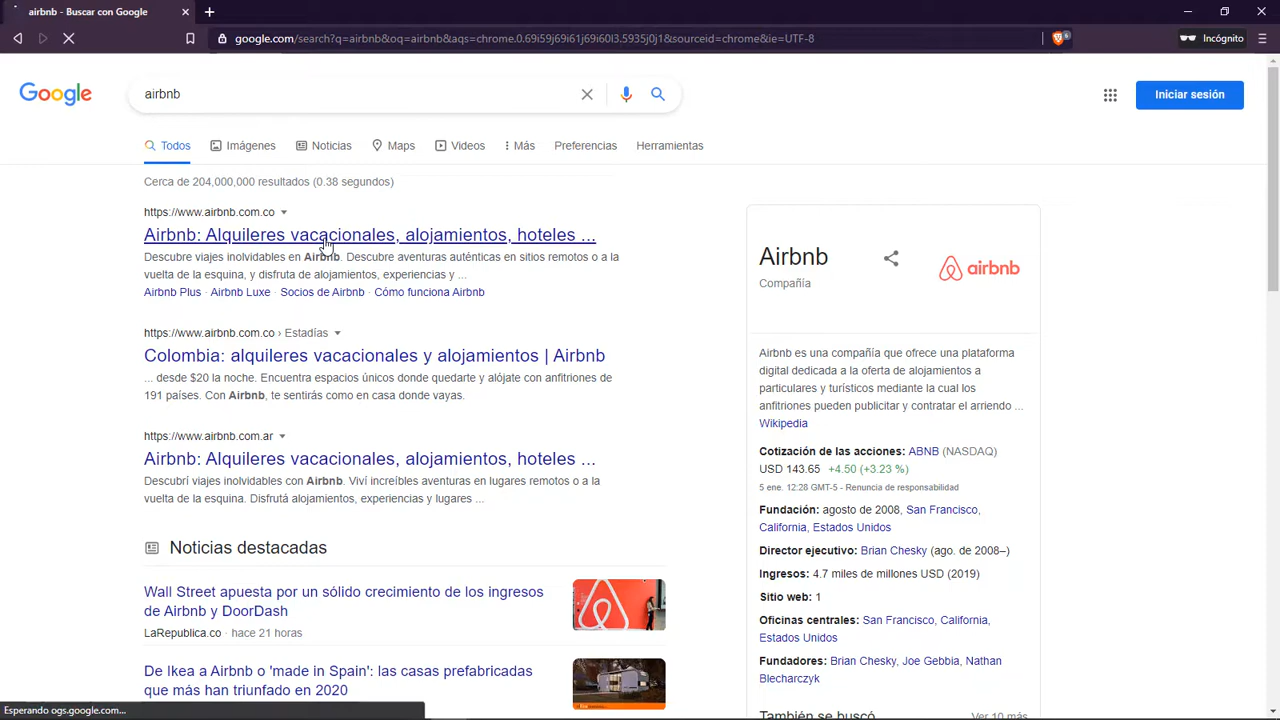 airbnb - Buscar con Google
google.com/search?q=airbnb&oq=airbnb&aqs=chrome.0.69i59j69i61j69i60l3.5935j0j1&sourceid=chrome&ie=UTF-8
6
Incógnito
Google
airbnb
Iniciar sesión
Todos
Imágenes
Noticias
Maps
Videos
Más
Preferencias
Herramientas
Cerca de 204,000,000 resultados (0.38 segundos)
https://www.airbnb.com.co
Airbnb: Alquileres vacacionales, alojamientos, hoteles ...
Descubre viajes inolvidables en Airbnb. Descubre aventuras auténticas en sitios remotos o a la
vuelta de la esquina, y disfruta de alojamientos, experiencias y ...
Airbnb Plus · Airbnb Luxe · Socios de Airbnb · Cómo funciona Airbnb
https://www.airbnb.com.co › Estadías
Colombia: alquileres vacacionales y alojamientos | Airbnb
... desde $20 la noche. Encuentra espacios únicos donde quedarte y alójate con anfitriones de
191 países. Con Airbnb, te sentirás como en casa donde vayas.
https://www.airbnb.com.ar
Airbnb: Alquileres vacacionales, alojamientos, hoteles ...
Descubrí viajes inolvidables con Airbnb. Viví increíbles aventuras en lugares remotos o a la
vuelta de la esquina. Disfrutá alojamientos, experiencias y lugares ...
Noticias destacadas
Wall Street apuesta por un sólido crecimiento de los ingresos
de Airbnb y DoorDash
LaRepublica.co · hace 21 horas
De Ikea a Airbnb o 'made in Spain': las casas prefabricadas
que más han triunfado en 2020
Esperando ogs.google.com...
Airbnb
Compañía
airbnb
Airbnb es una compañía que ofrece una plataforma
digital dedicada a la oferta de alojamientos a
particulares y turísticos mediante la cual los
anfitriones pueden publicitar y contratar el arriendo ...
Wikipedia
Cotización de las acciones: ABNB (NASDAQ)
USD 143.65 +4.50 (+3.23 %)
5 ene. 12:28 GMT-5 - Renuncia de responsabilidad
Fundación: agosto de 2008, San Francisco,
California, Estados Unidos
Director ejecutivo: Brian Chesky (ago. de 2008–)
Ingresos: 4.7 miles de millones USD (2019)
Sitio web: 1
Oficinas centrales: San Francisco, California,
Estados Unidos
Fundadores: Brian Chesky, Joe Gebbia, Nathan
Blecharczyk
También se buscó
Ver 10 más